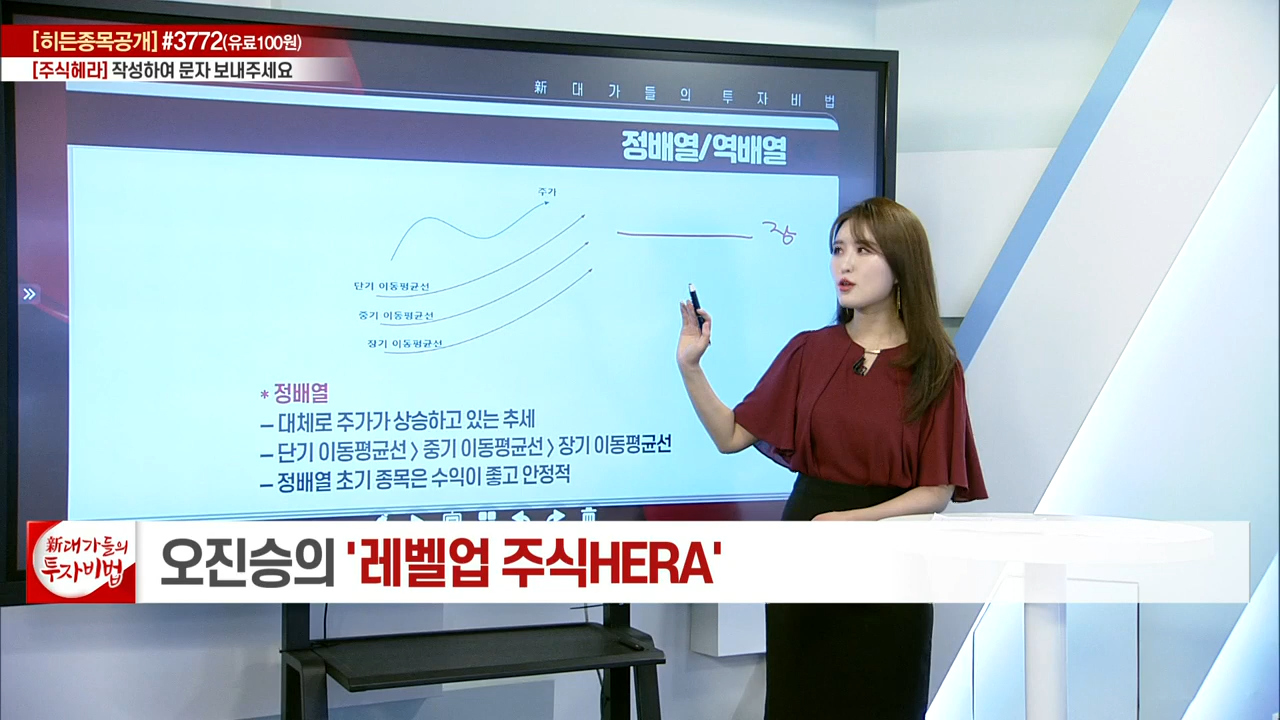 [히든종목공개] #3772(유료100원)
[주식헤라] 작성하여 문자 보내주세요
新 대 가 들 의 투 자 비 법
정배열/역배열
주가
장
단기 이동평균선
중기 이동평균선
장기 이동평균선
* 정배열
– 대체로 주가가 상승하고 있는 추세
– 단기 이동평균선 > 중기 이동평균선 > 장기 이동평균선
– 정배열 초기 종목은 수익이 좋고 안정적
新대가들의
투자비법
오진승의 '레벨업 주식HERA'